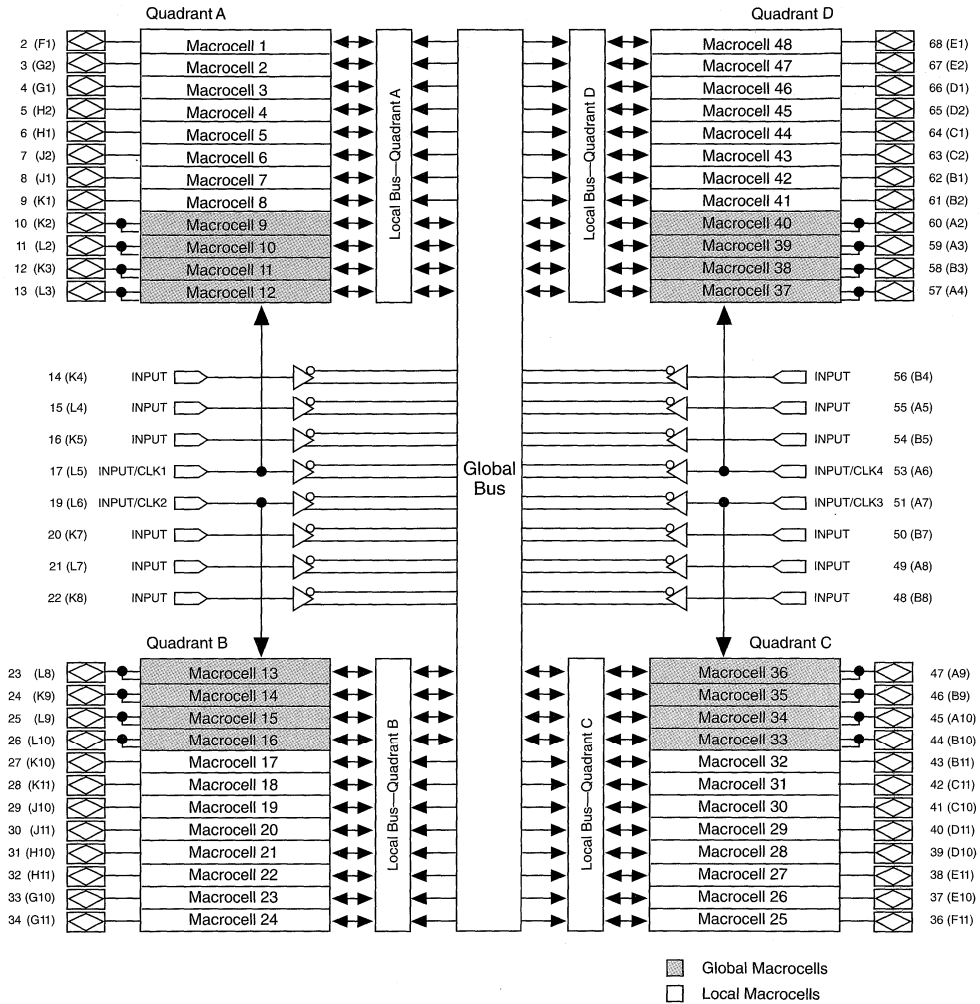 Quadrant A Quadrant D
2 (F1) Macrocell 1 Macrocell 48 68 (E1)
3 (G2) Macrocell 2 Macrocell 47 67 (E2)
4 (G1) Macrocell 3 Macrocell 46 66 (D1)
5 (H2) Macrocell 4 Macrocell 45 65 (D2)
6 (H1) Macrocell 5 Macrocell 44 64 (C1)
7 (J2) Macrocell 6 Macrocell 43 63 (C2)
8 (J1) Macrocell 7 Macrocell 42 62 (B1)
9 (K1) Macrocell 8 Macrocell 41 61 (B2)
10 (K2) Macrocell 9 Macrocell 40 60 (A2)
11 (L2) Macrocell 10 Macrocell 39 59 (A3)
12 (K3) Macrocell 11 Macrocell 38 58 (B3)
13 (L3) Macrocell 12 Macrocell 37 57 (A4)
Local Bus—Quadrant A
Local Bus—Quadrant D
14 (K4) INPUT INPUT 56 (B4)
15 (L4) INPUT INPUT 55 (A5)
16 (K5) INPUT INPUT 54 (B5)
17 (L5) INPUT/CLK1 INPUT/CLK4 53 (A6)
Global
Bus
19 (L6) INPUT/CLK2 INPUT/CLK3 51 (A7)
20 (K7) INPUT INPUT 50 (B7)
21 (L7) INPUT INPUT 49 (A8)
22 (K8) INPUT INPUT 48 (B8)
Quadrant B Quadrant C
23 (L8) Macrocell 13 Macrocell 36 47 (A9)
24 (K9) Macrocell 14 Macrocell 35 46 (B9)
25 (L9) Macrocell 15 Macrocell 34 45 (A10)
26 (L10) Macrocell 16 Macrocell 33 44 (B10)
27 (K10) Macrocell 17 Macrocell 32 43 (B11)
28 (K11) Macrocell 18 Macrocell 31 42 (C11)
29 (J10) Macrocell 19 Macrocell 30 41 (C10)
30 (J11) Macrocell 20 Macrocell 29 40 (D11)
31 (H10) Macrocell 21 Macrocell 28 39 (D10)
32 (H11) Macrocell 22 Macrocell 27 38 (E11)
33 (G10) Macrocell 23 Macrocell 26 37 (E10)
34 (G11) Macrocell 24 Macrocell 25 36 (F11)
Local Bus—Quadrant B
Local Bus—Quadrant C
Global Macrocells
Local Macrocells